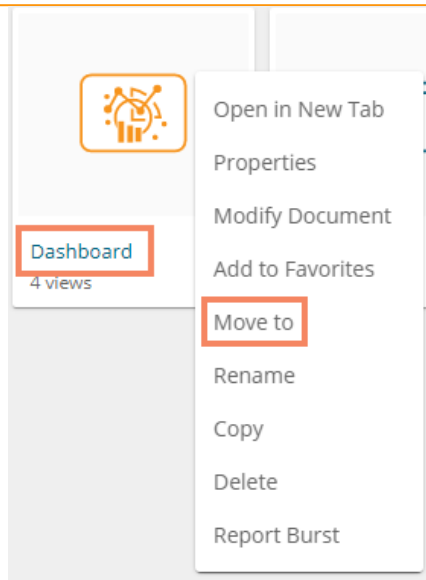 Dashboard
4 views
Open in New Tab
Properties
Modify Document
Add to Favorites
Move to
Rename
Copy
Delete
Report Burst